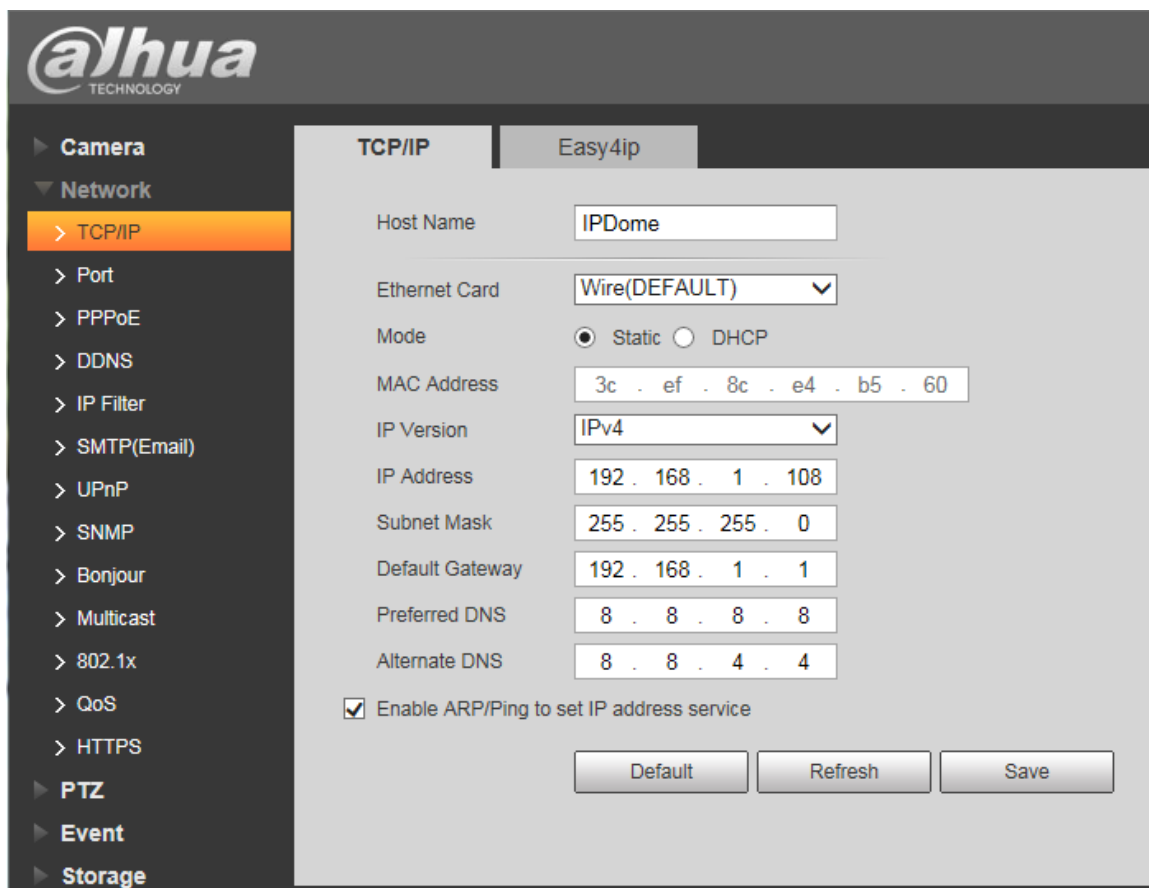 alhua
TECHNOLOGY
Camera
Network
TCP/IP
Port
PPPoE
DDNS
IP Filter
SMTP(Email)
UPnP
SNMP
Bonjour
Multicast
802.1x
QoS
HTTPS
PTZ
Event
Storage
TCP/IP Easy4ip
Host Name IPDome
Ethernet Card Wire(DEFAULT)
Mode Static DHCP
MAC Address 3c . ef . 8c . e4 . b5 . 60
IP Version IPv4
IP Address 192 . 168 . 1 . 108
Subnet Mask 255 . 255 . 255 . 0
Default Gateway 192 . 168 . 1 . 1
Preferred DNS 8 . 8 . 8 . 8
Alternate DNS 8 . 8 . 4 . 4
Enable ARP/Ping to set IP address service
Default Refresh Save